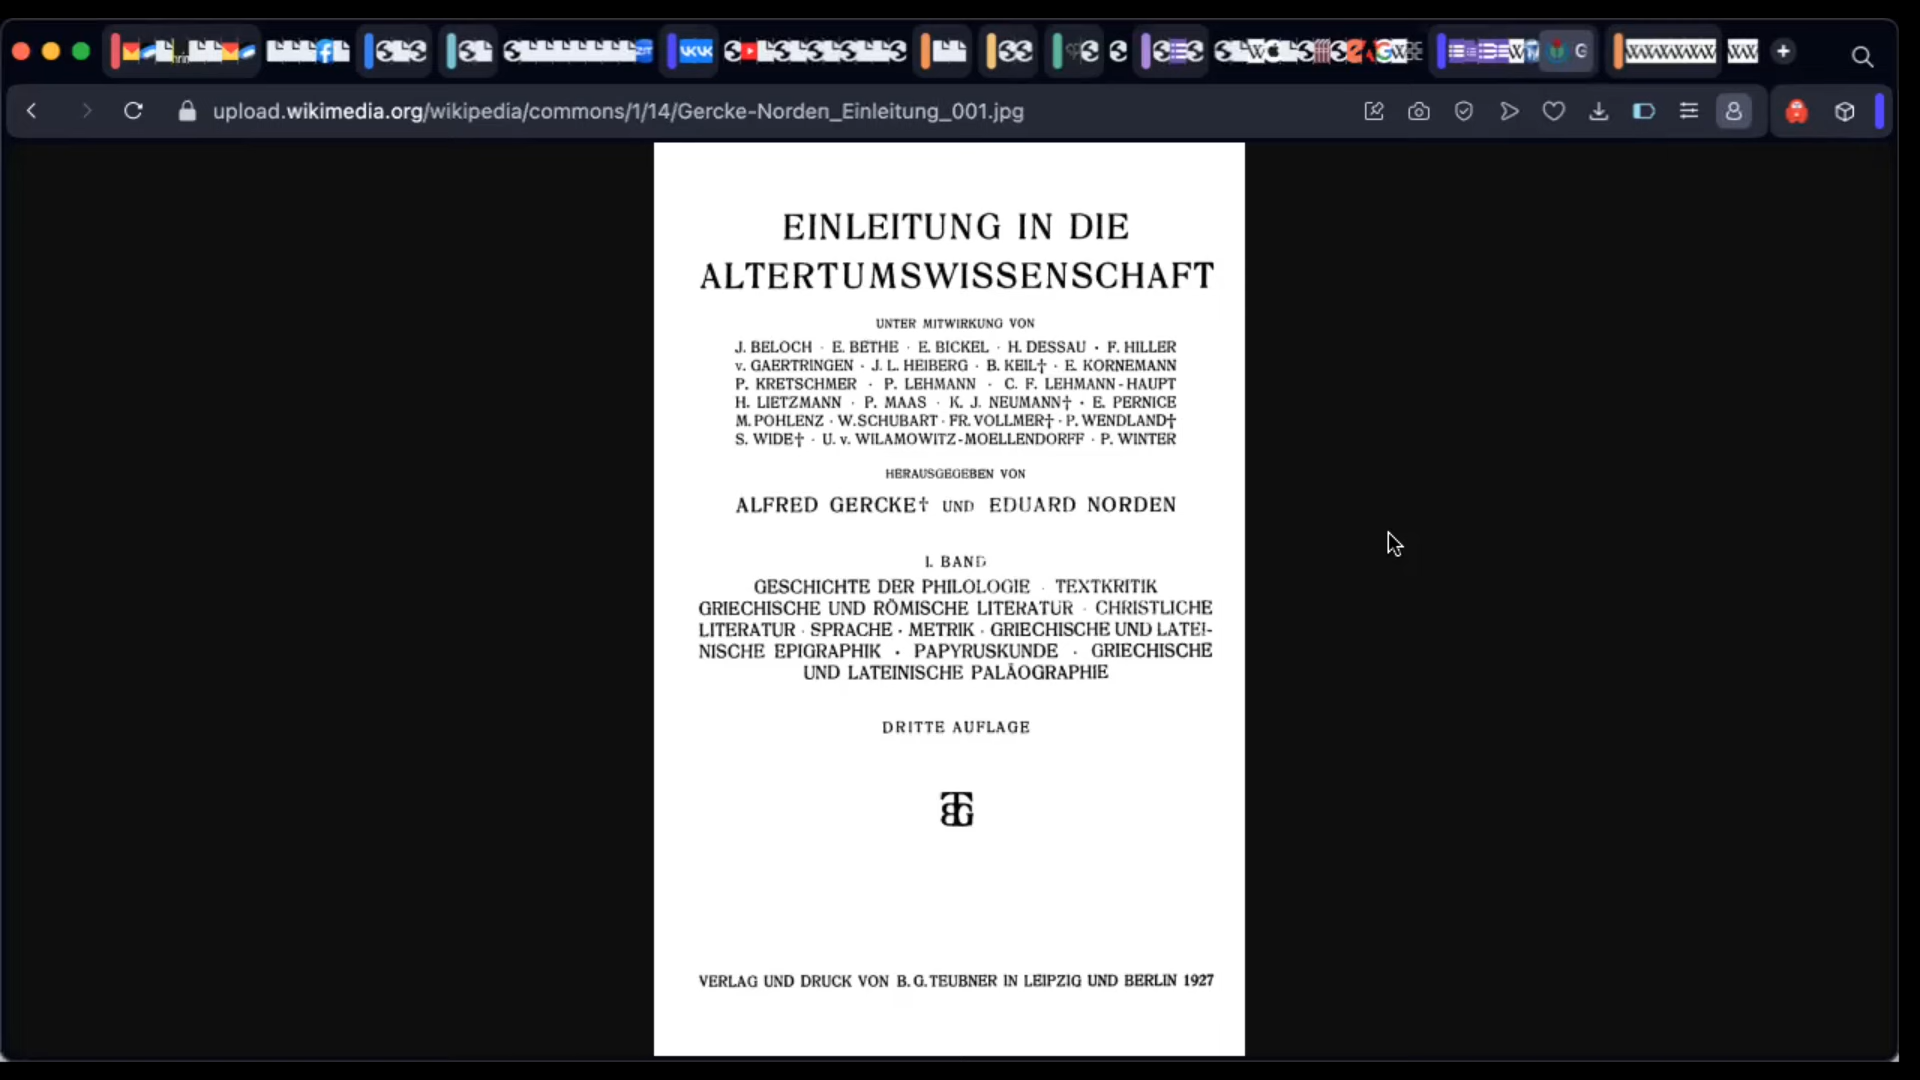 upload.wikimedia.org/wikipedia/commons/1/14/Gercke-Norden_Einleitung_001.jpg
EINLEITUNG IN DIE
ALTERTUMSWISSENSCHAFT
UNTER MITWIRKUNG VON
J. BELOCH · E. BETHE · E. BICKEL · H. DESSAU · F. HILLER
v. GAERTRINGEN · J. L. HEIBERG · B. KEIL† · E. KORNEMANN
P. KRETSCHMER · P. LEHMANN · C. F. LEHMANN-HAUPT
H. LIETZMANN · P. MAAS · K. J. NEUMANN† · E. PERNICE
M. POHLENZ · W. SCHUBART · FR. VOLLMER† · P. WENDLAND†
S. WIDE† · U. v. WILAMOWITZ-MOELLENDORFF · P. WINTER
HERAUSGEGEBEN VON
ALFRED GERCKE† UND EDUARD NORDEN
I. BAND
GESCHICHTE DER PHILOLOGIE · TEXTKRITIK
GRIECHISCHE UND RÖMISCHE LITERATUR · CHRISTLICHE
LITERATUR · SPRACHE · METRIK · GRIECHISCHE UND LATEI-
NISCHE EPIGRAPHIK · PAPYRUSKUNDE · GRIECHISCHE
UND LATEINISCHE PALÄOGRAPHIE
DRITTE AUFLAGE
BTG
VERLAG UND DRUCK VON B. G. TEUBNER IN LEIPZIG UND BERLIN 1927